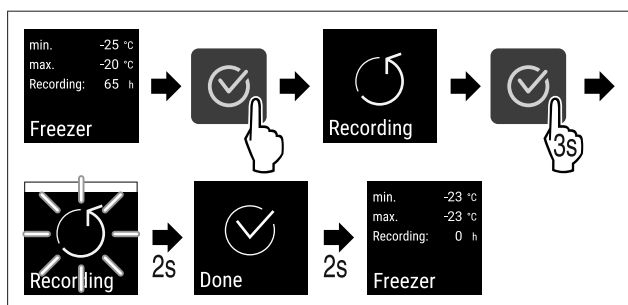 min. -25 °C
max. -20 °C
Recording: 65 h
Freezer
Recording
3s
Recording
2s
Done
2s
min. -23 °C
max. -23 °C
Recording: 0 h
Freezer